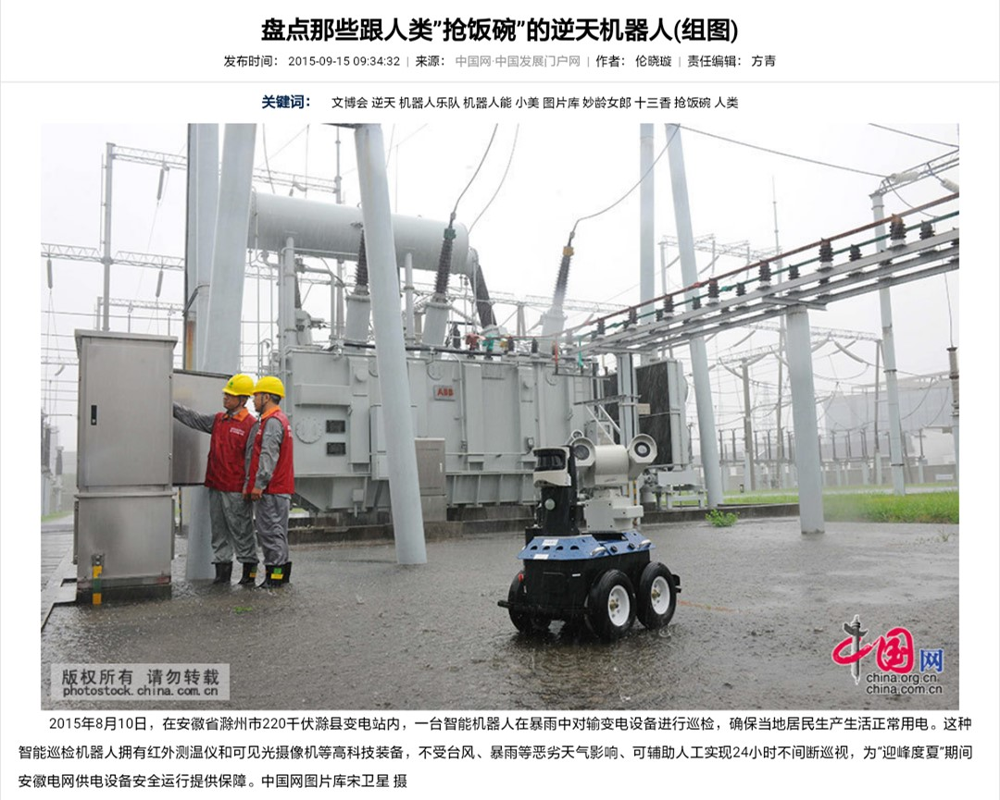 盘点那些跟人类”抢饭碗”的逆天机器人(组图)
发布时间： 2015-09-15 09:34:32 | 来源： 中国网·中国发展门户网 | 作者： 伦晓璇 | 责任编辑： 方青
关键词： 文博会 逆天 机器人乐队 机器人能 小美 图片库 妙龄女郎 十三香 抢饭碗 人类
ABB
版权所有 请勿转载
photostock.china.com.cn
中国网
china.org.cn
china.com.cn
2015年8月10日，在安徽省滁州市220千伏滁县变电站内，一台智能机器人在暴雨中对输变电设备进行巡检，确保当地居民生产生活正常用电。这种
智能巡检机器人拥有红外测温仪和可见光摄像机等高科技装备，不受台风、暴雨等恶劣天气影响、可辅助人工实现24小时不间断巡视，为“迎峰度夏”期间
安徽电网供电设备安全运行提供保障。中国网图片库宋卫星 摄